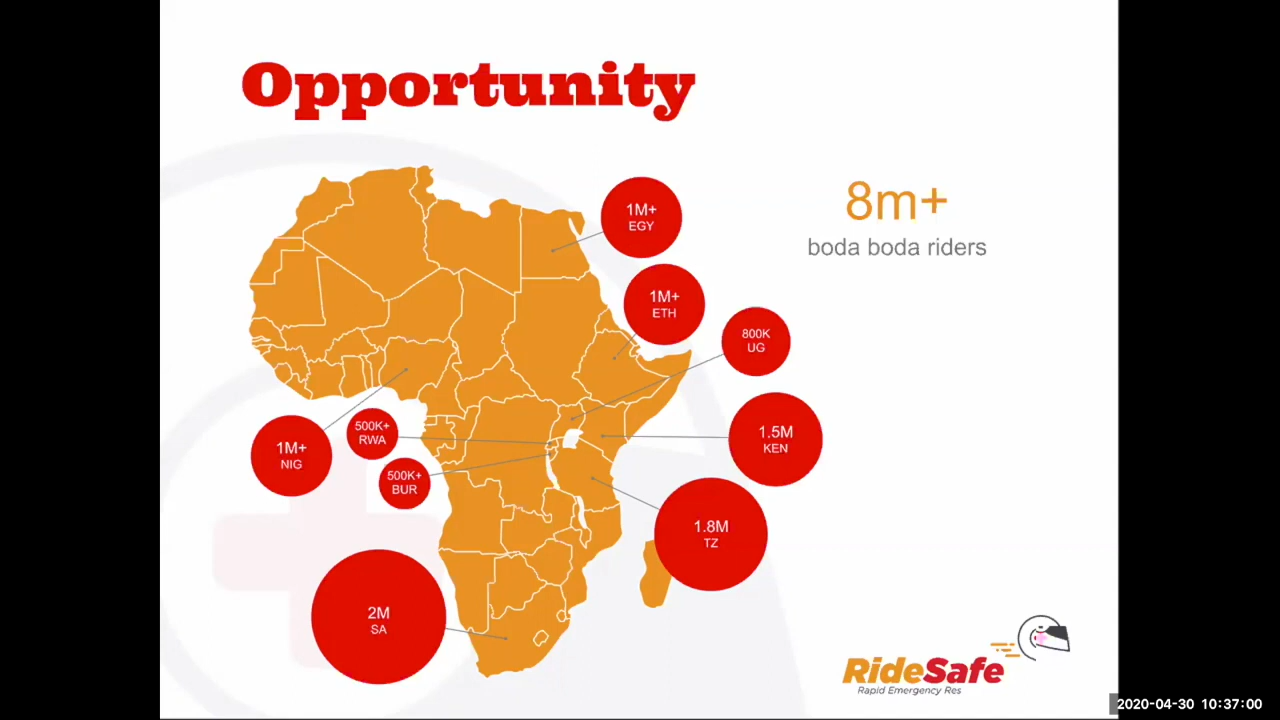 Opportunity
8m+
boda boda riders
1M+
EGY
1M+
ETH
800K
UG
1.5M
KEN
1M+
NIG
500K+
RWA
500K+
BUR
1.8M
TZ
2M
SA
RideSafe
Rapid Emergency Res
2020-04-30 10:37:00